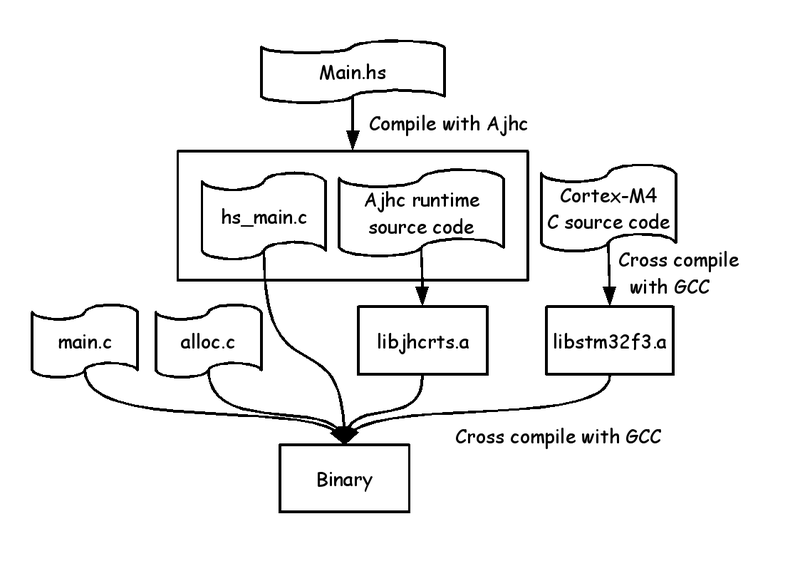 Main.hs
Compile with Ajhc
hs_main.c
Ajhc runtime
source code
Cortex-M4
C source code
Cross compile
with GCC
main.c
alloc.c
libjhcrts.a
libstm32f3.a
Cross compile with GCC
Binary